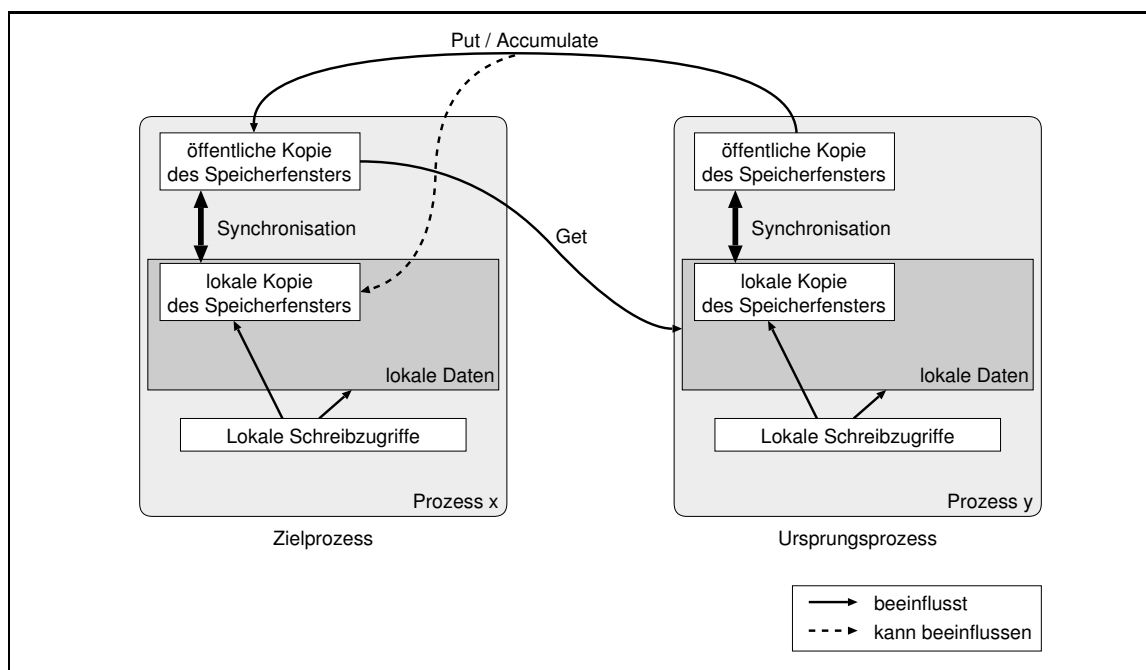 Put / Accumulate
öffentliche Kopie
des Speicherfensters
Synchronisation
lokale Kopie
des Speicherfensters
lokale Daten
Lokale Schreibzugriffe
Prozess x
Zielprozess
Get
öffentliche Kopie
des Speicherfensters
Synchronisation
lokale Kopie
des Speicherfensters
lokale Daten
Lokale Schreibzugriffe
Prozess y
Ursprungsprozess
beeinflusst
kann beeinflussen